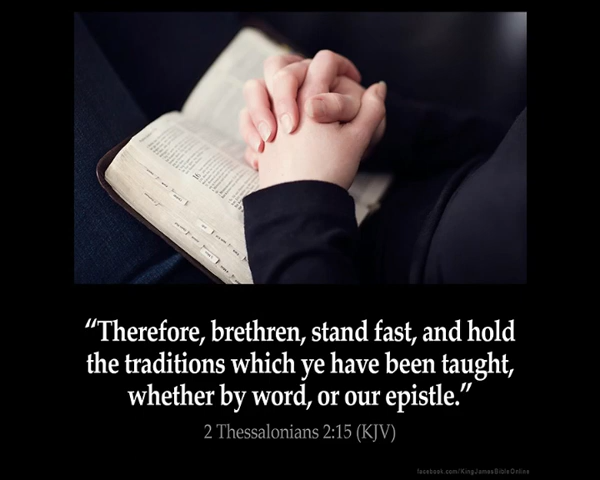 “Therefore, brethren, stand fast, and hold
the traditions which ye have been taught,
whether by word, or our epistle.”
2 Thessalonians 2:15 (KJV)
facebook.com/KingJamesBibleOnline